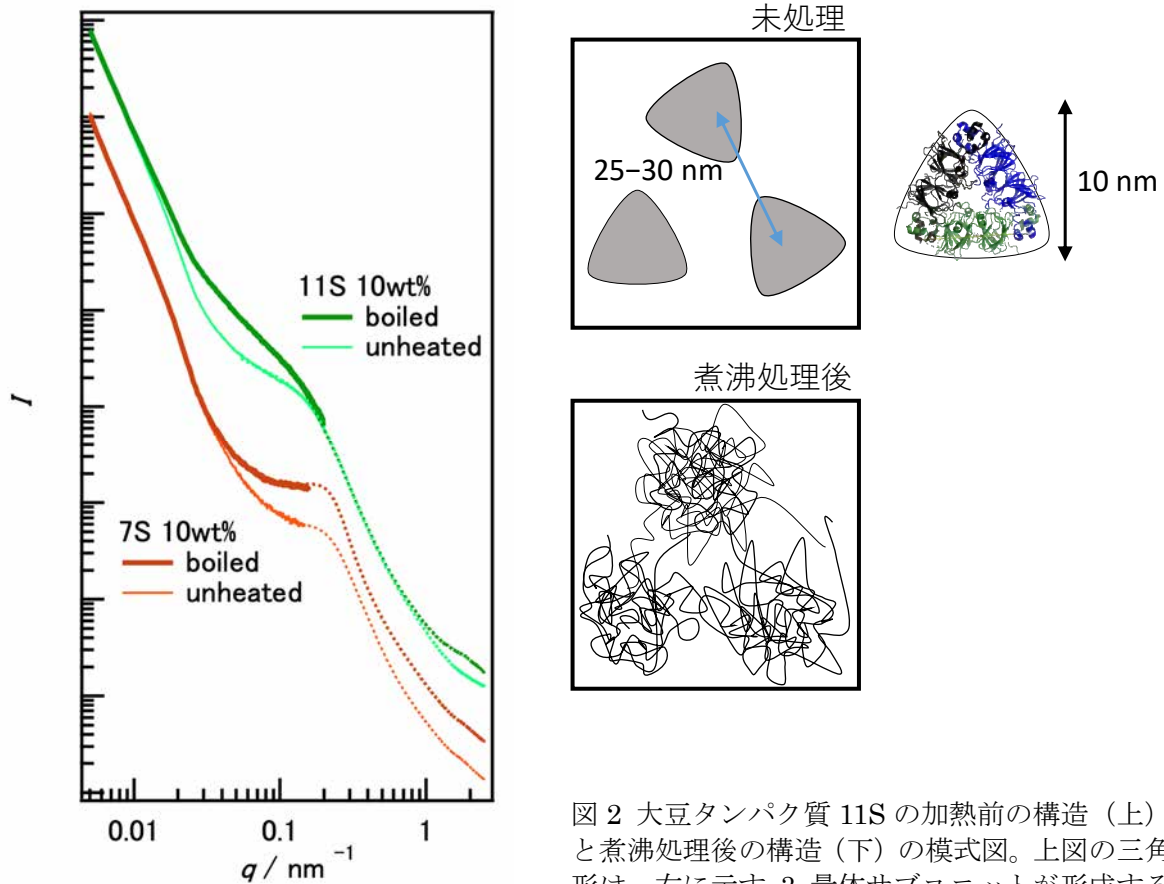 11S 10wt%
boiled
unheated
7S 10wt%
boiled
unheated
I
0.01
0.1
1
q / nm ⁻¹
未処理
25−30 nm
10 nm
煮沸処理後
図 2 大豆タンパク質 11S の加熱前の構造（上）
と煮沸処理後の構造（下）の模式図。上図の三角